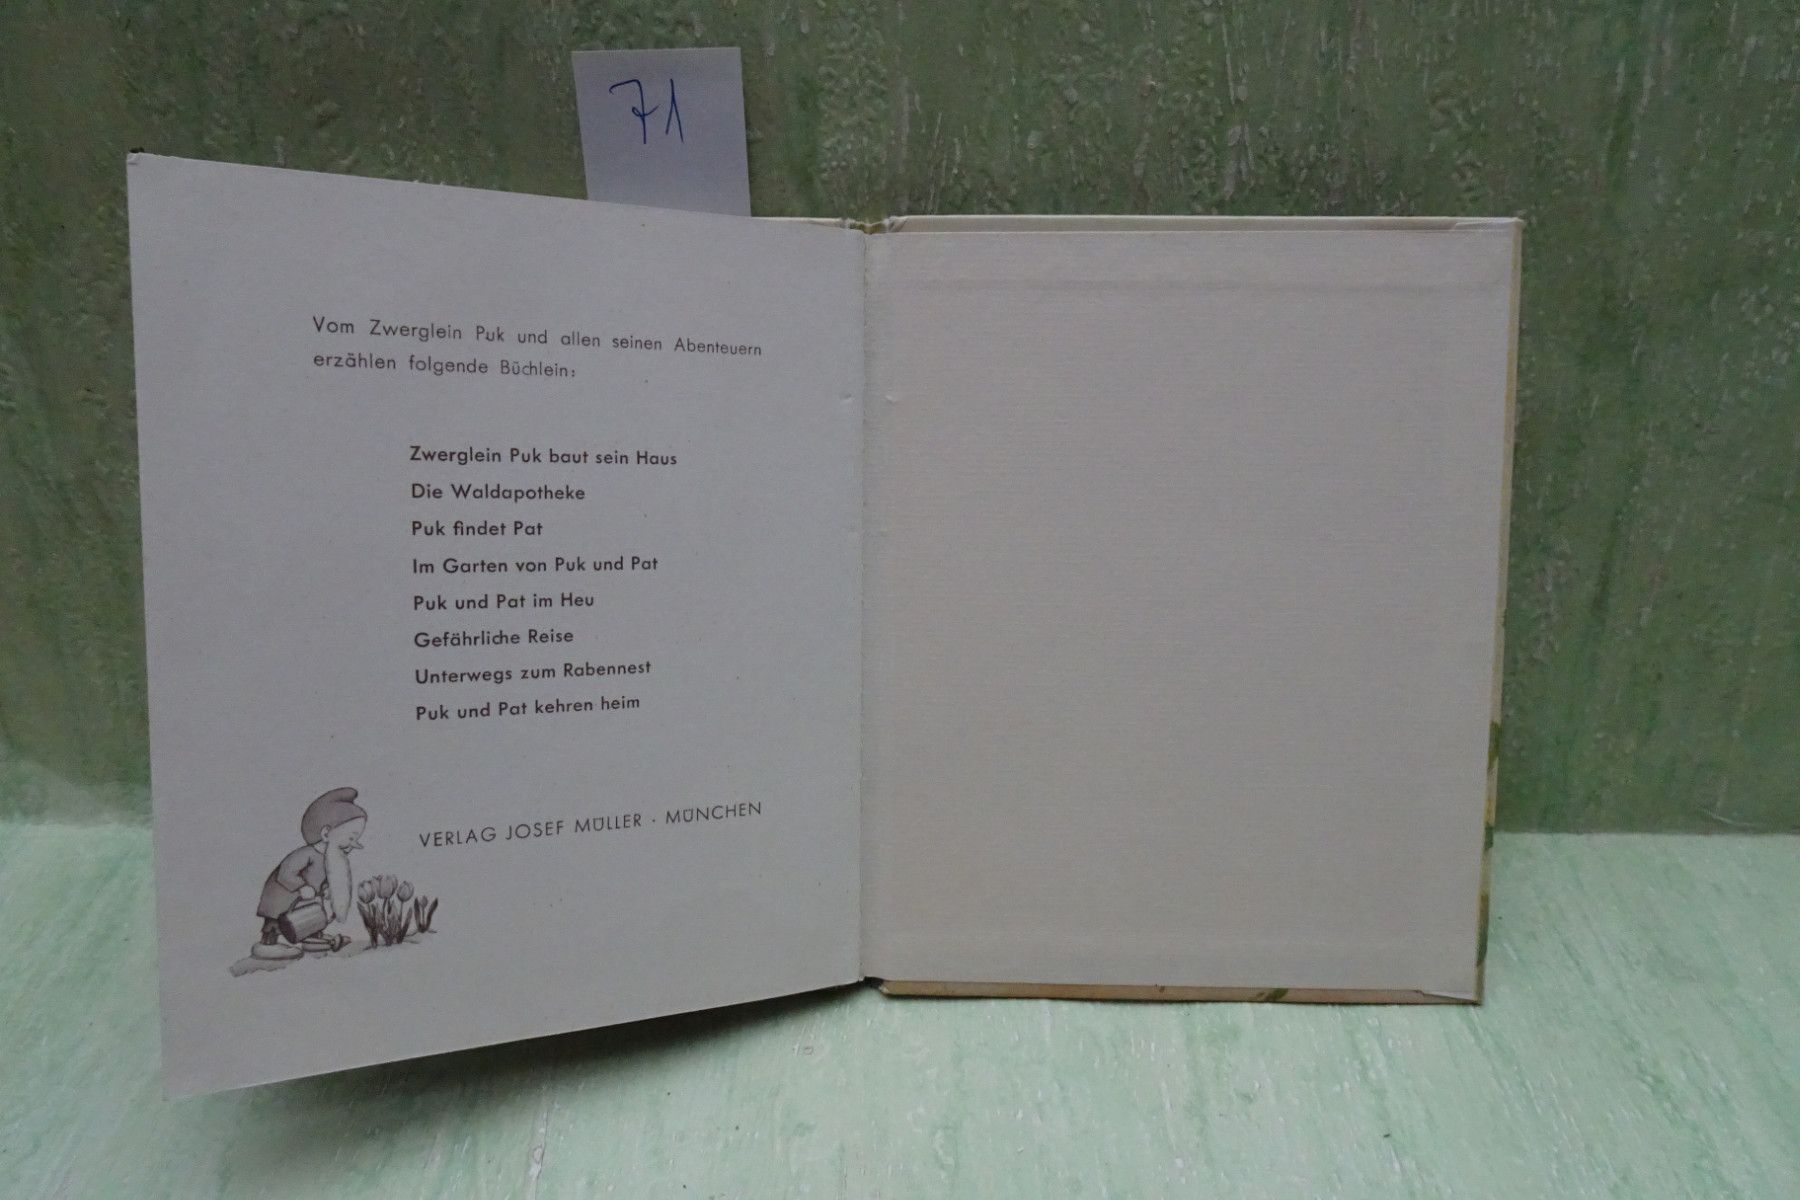 71
Vom Zwerglein Puk und allen seinen Abenteuern
erzählen folgende Büchlein:
Zwerglein Puk baut sein Haus
Die Waldapotheke
Puk findet Pat
Im Garten von Puk und Pat
Puk und Pat im Heu
Gefährliche Reise
Unterwegs zum Rabennest
Puk und Pat kehren heim
VERLAG JOSEF MÜLLER · MÜNCHEN